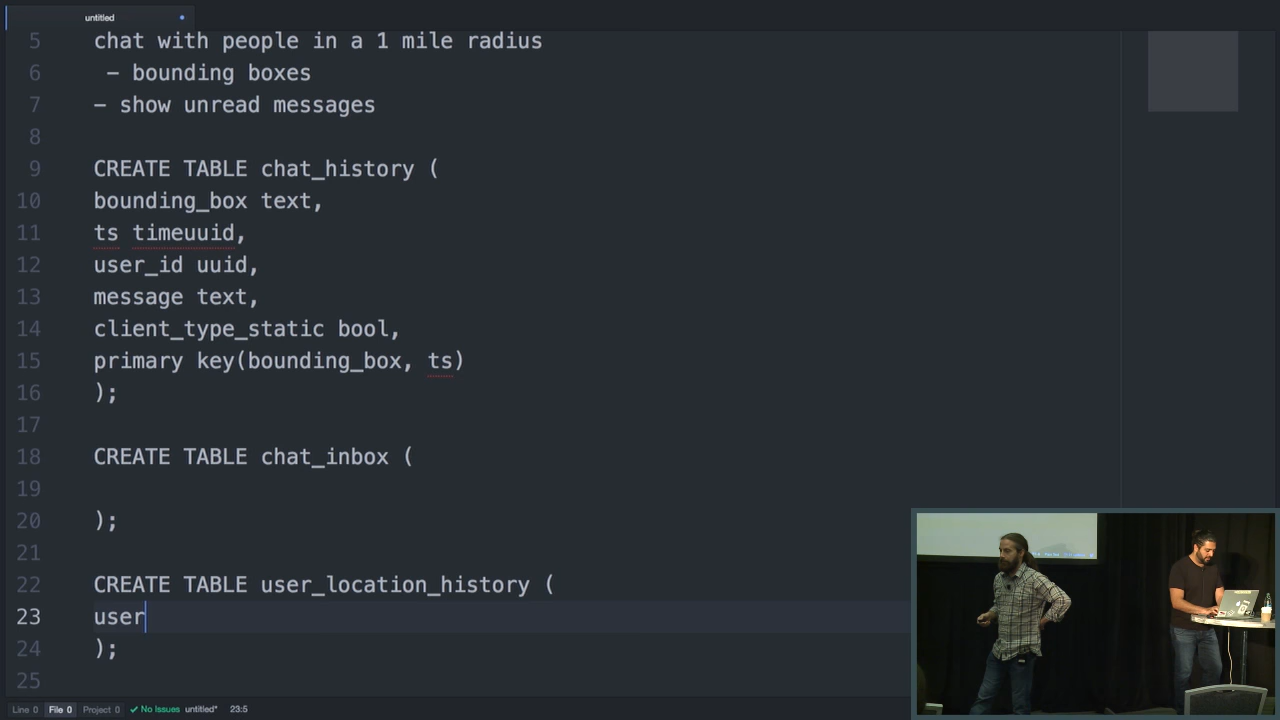 untitled
5 chat with people in a 1 mile radius
6 - bounding boxes
7 - show unread messages
8
9 CREATE TABLE chat_history (
10 bounding_box text,
11 ts timeuuid,
12 user_id uuid,
13 message text,
14 client_type_static bool,
15 primary key(bounding_box, ts)
16 );
17
18 CREATE TABLE chat_inbox (
19
20 );
21
22 CREATE TABLE user_location_history (
23 user
24 );
25
Line 0 File 0 Project 0 ✓ No Issues untitled* 23:5